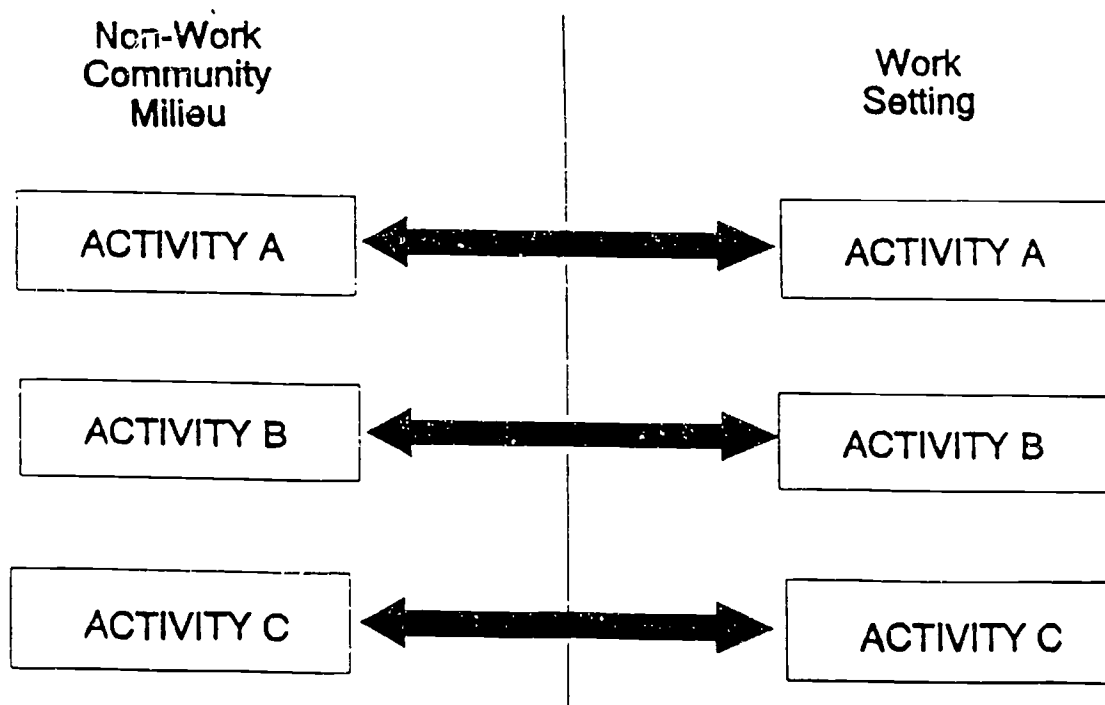 Non-Work
Community
Milieu
Work
Setting
ACTIVITY A
ACTIVITY A
ACTIVITY B
ACTIVITY B
ACTIVITY C
ACTIVITY C